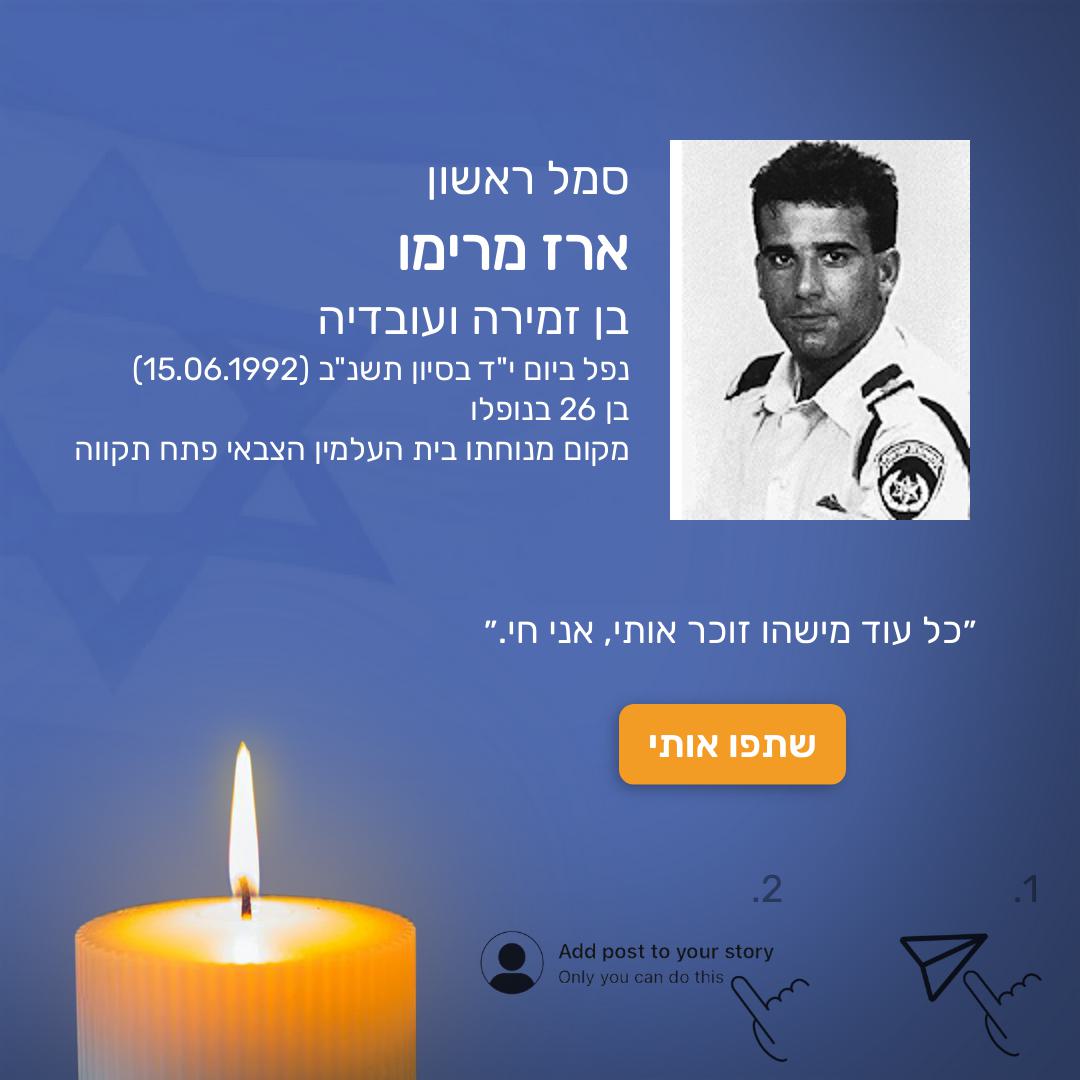 סמל ראשון
ארז מרימו
בן זמירה ועובדיה
נפל ביום י"ד בסיון תשנ"ב (15.06.1992)
בן 26 בנופלו
מקום מנוחתו בית העלמין הצבאי פתח תקווה
״כל עוד מישהו זוכר אותי, אני חי.״
שתפו אותי
.1
.2
Add post to your story
Only you can do this